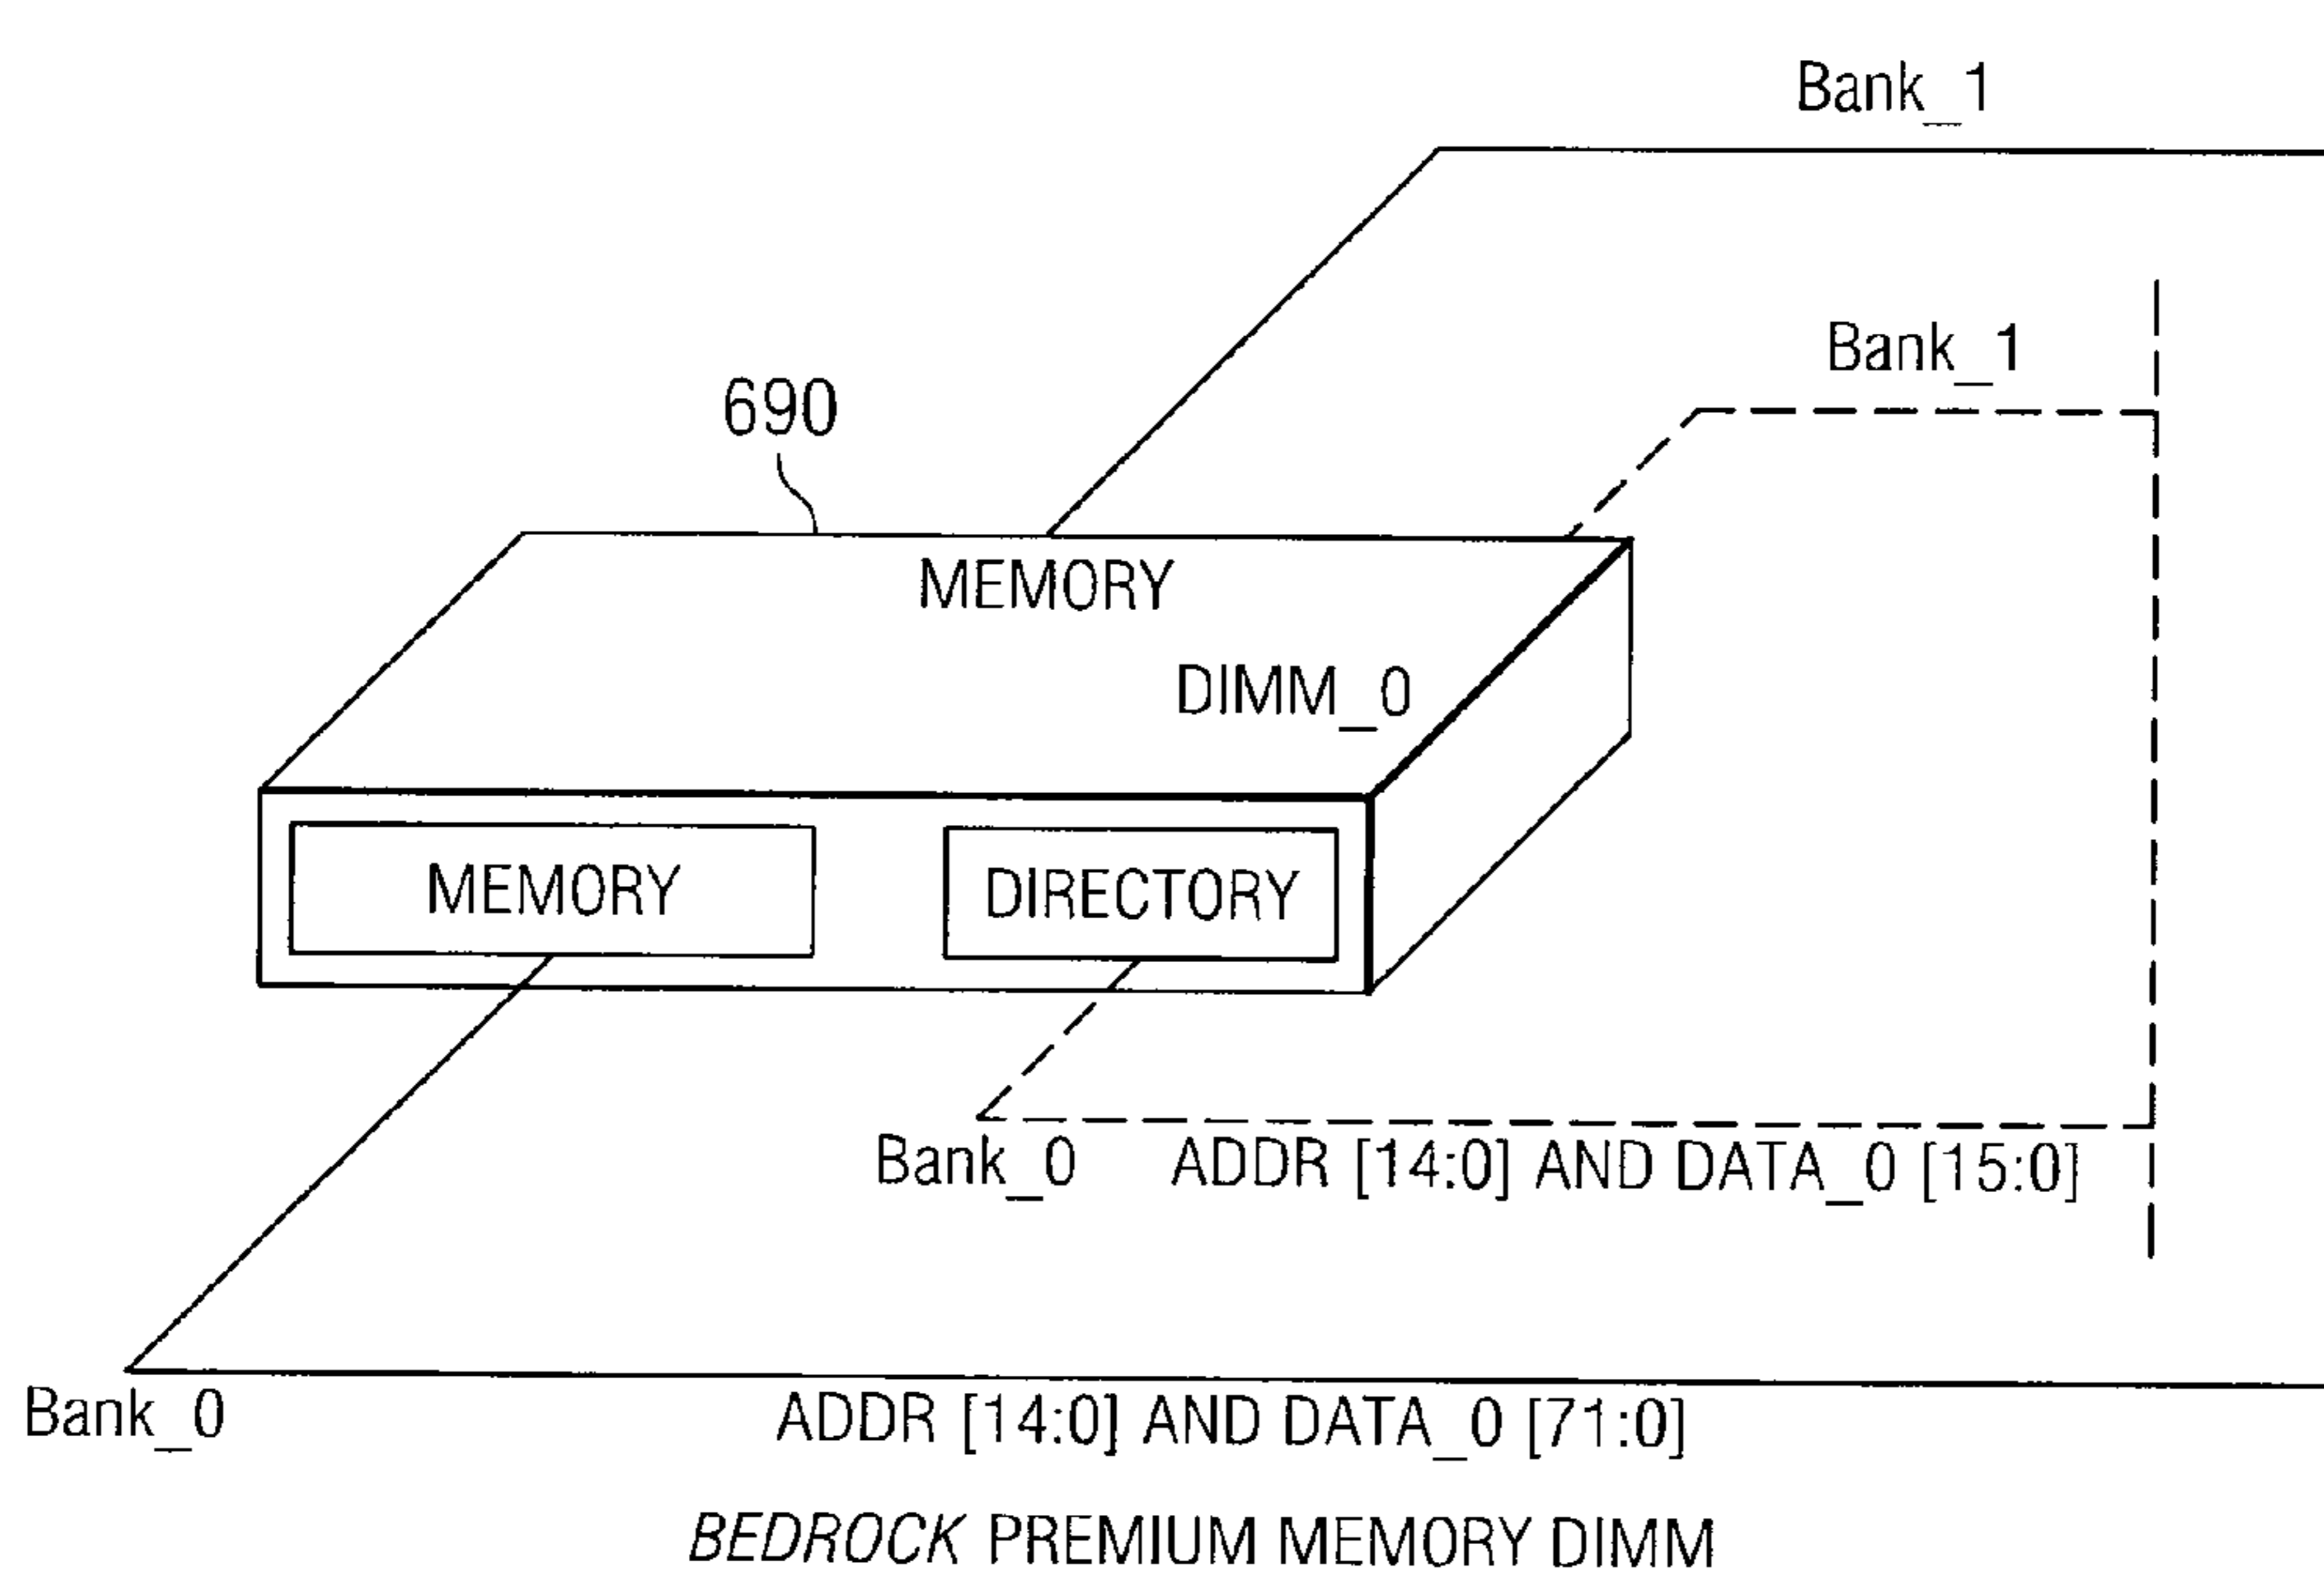 Bank_1
Bank_1
690
MEMORY
DIMM_0
MEMORY
DIRECTORY
Bank_0 ADDR [14:0] AND DATA_0 [15:0]
Bank_0 ADDR [14:0] AND DATA_0 [71:0]
BEDROCK PREMIUM MEMORY DIMM